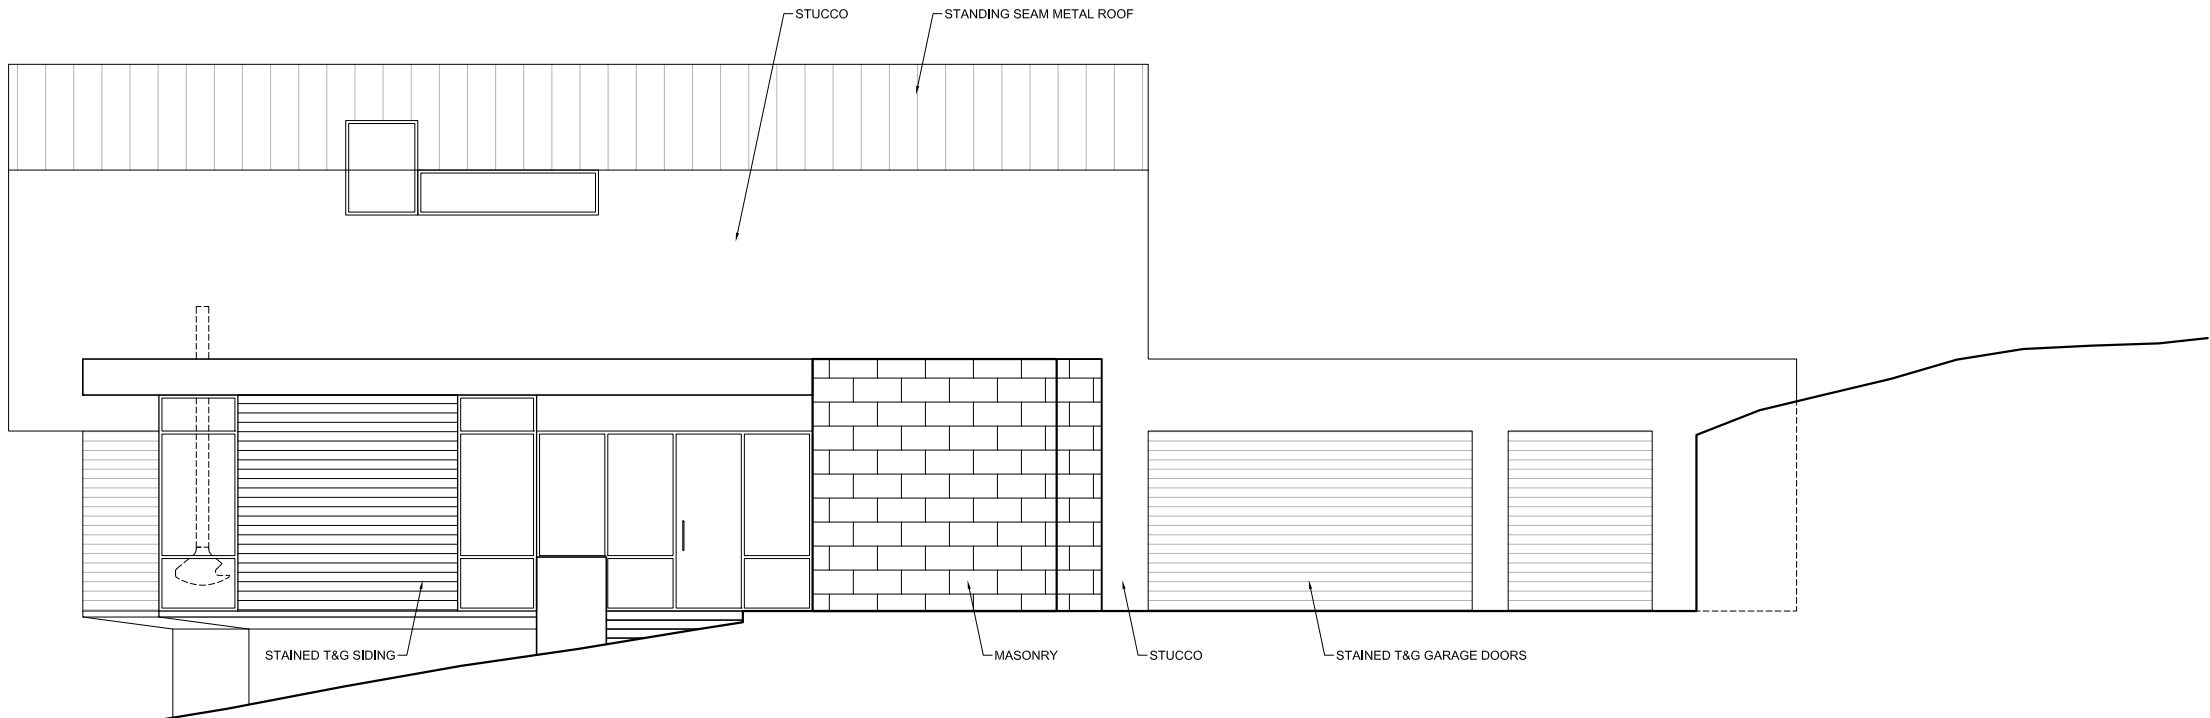 STUCCO
STANDING SEAM METAL ROOF
STAINED T&G SIDING
MASONRY
STUCCO
STAINED T&G GARAGE DOORS